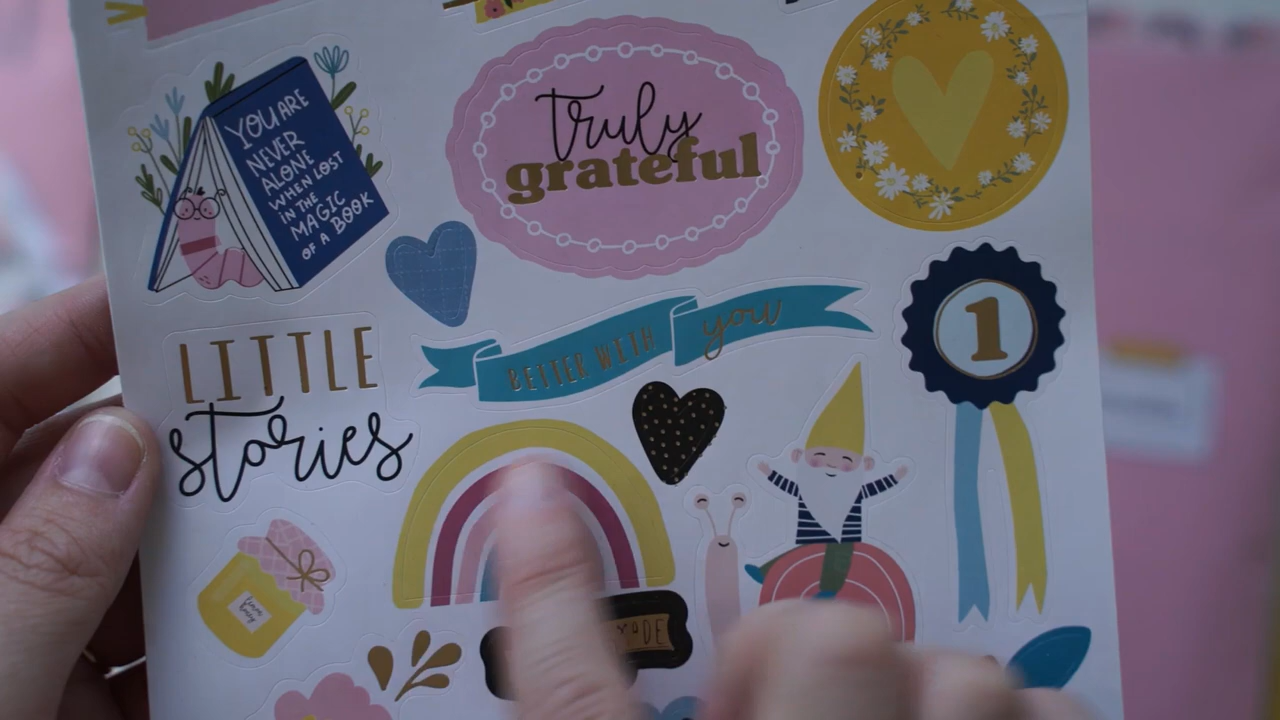 YOU ARE
NEVER
ALONE
WHEN LOST
IN THE
MAGIC
OF A BOOK
truly
grateful
BETTER WITH you
1
LITTLE
stories